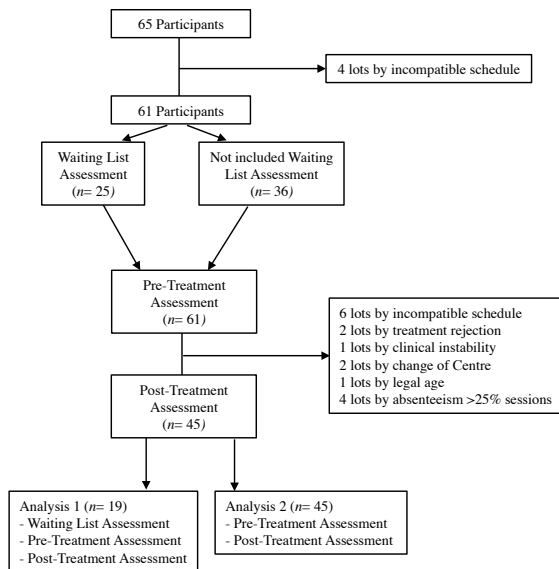 65 Participants
4 lots by incompatible schedule
61 Participants
Waiting List
Assessment
(n= 25)
Not included Waiting
List Assessment
(n= 36)
Pre-Treatment
Assessment
(n= 61)
6 lots by incompatible schedule
2 lots by treatment rejection
1 lots by clinical instability
2 lots by change of Centre
1 lots by legal age
4 lots by absenteeism >25% sessions
Post-Treatment
Assessment
(n= 45)
Analysis 1 (n= 19)
- Waiting List Assessment
- Pre-Treatment Assessment
- Post-Treatment Assessment
Analysis 2 (n= 45)
- Pre-Treatment Assessment
- Post-Treatment Assessment